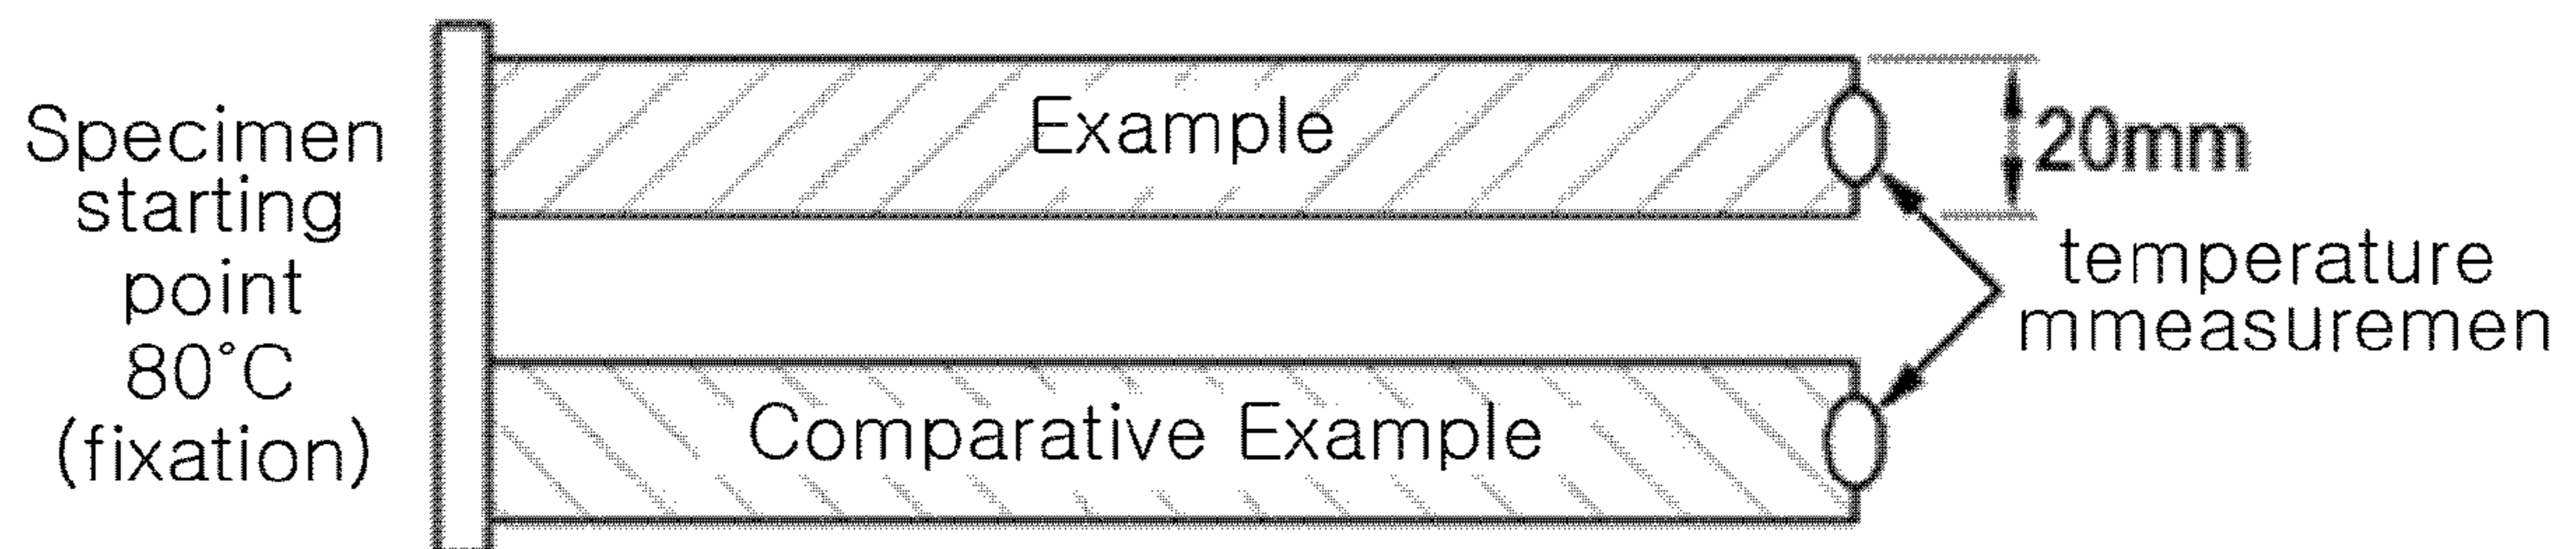 Specimen
starting
point
80°C
(fixation)
Example
20mm
temperature
mmeasuremen
Comparative Example